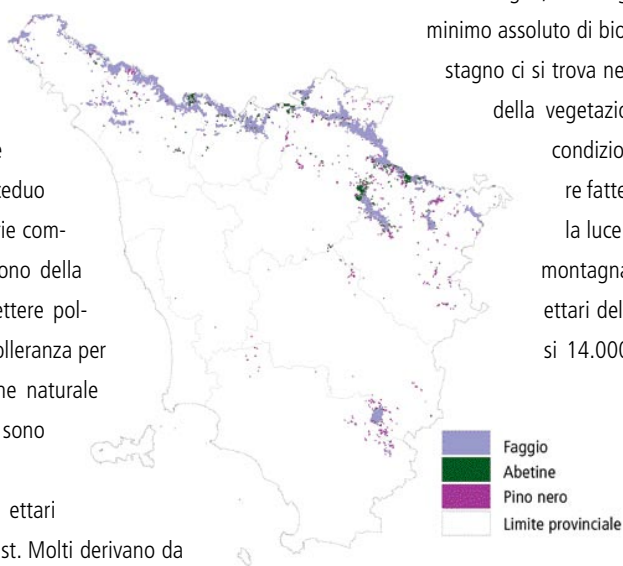 minimo assoluto di bio
stagno ci si trova ne
della vegetazio
condizio
re fatte
la luce
montagna
ettari del
si 14.000
e
ceduo
rie com-
ono della
ettere pol-
olleranza per
ne naturale
sono
ettari
st. Molti derivano da
Faggio
Abetine
Pino nero
Limite provinciale